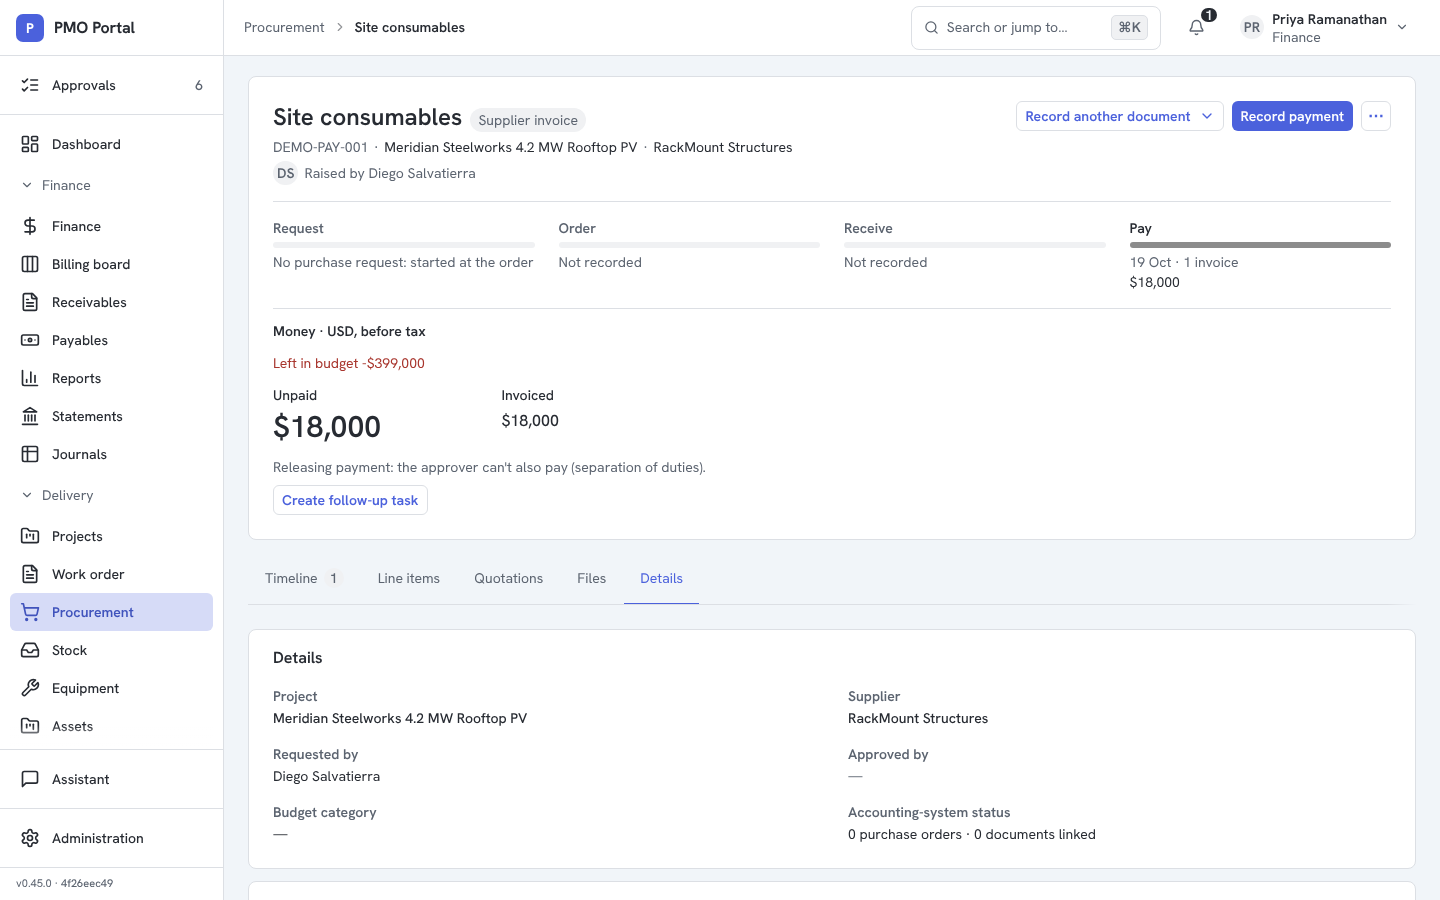 P PMO Portal
Procurement > Site consumables
Search or jump to... ⌘K
1
PR Priya Ramanathan
Finance
Approvals 6
Dashboard
Finance
Finance
Billing board
Receivables
Payables
Reports
Statements
Journals
Delivery
Projects
Work order
Procurement
Stock
Equipment
Assets
Assistant
Administration
v0.45.0 · 4f26eec49
Site consumables Supplier invoice
Record another document Record payment ...
DEMO-PAY-001 · Meridian Steelworks 4.2 MW Rooftop PV · RackMount Structures
DS Raised by Diego Salvatierra
Request Order Receive Pay
No purchase request: started at the order Not recorded Not recorded 19 Oct · 1 invoice
$18,000
Money · USD, before tax
Left in budget -$399,000
Unpaid Invoiced
$18,000 $18,000
Releasing payment: the approver can't also pay (separation of duties).
Create follow-up task
Timeline 1 Line items Quotations Files Details
Details
Project Supplier
Meridian Steelworks 4.2 MW Rooftop PV RackMount Structures
Requested by Approved by
Diego Salvatierra —
Budget category Accounting-system status
— 0 purchase orders · 0 documents linked